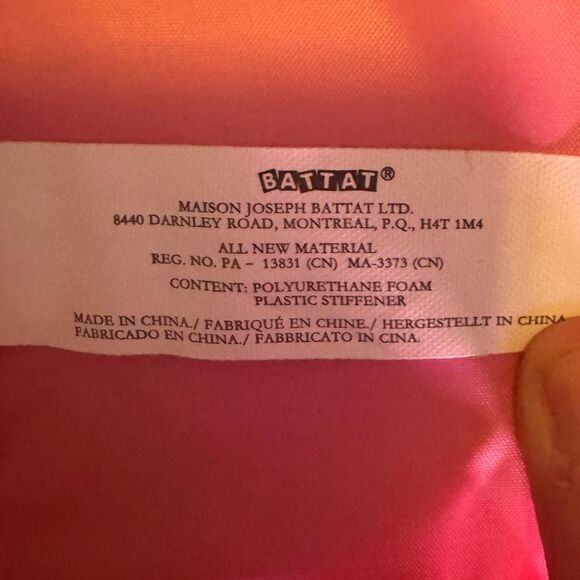 BATTAT®
MAISON JOSEPH BATTAT LTD.
8440 DARNLEY ROAD, MONTREAL, P.Q., H4T 1M4
ALL NEW MATERIAL
REG. NO. PA – 13831 (CN) MA-3373 (CN)
CONTENT: POLYURETHANE FOAM
PLASTIC STIFFENER
MADE IN CHINA./ FABRIQUÉ EN CHINE./ HERGESTELLT IN CHINA.
FABRICADO EN CHINA./ FABBRICATO IN CINA.